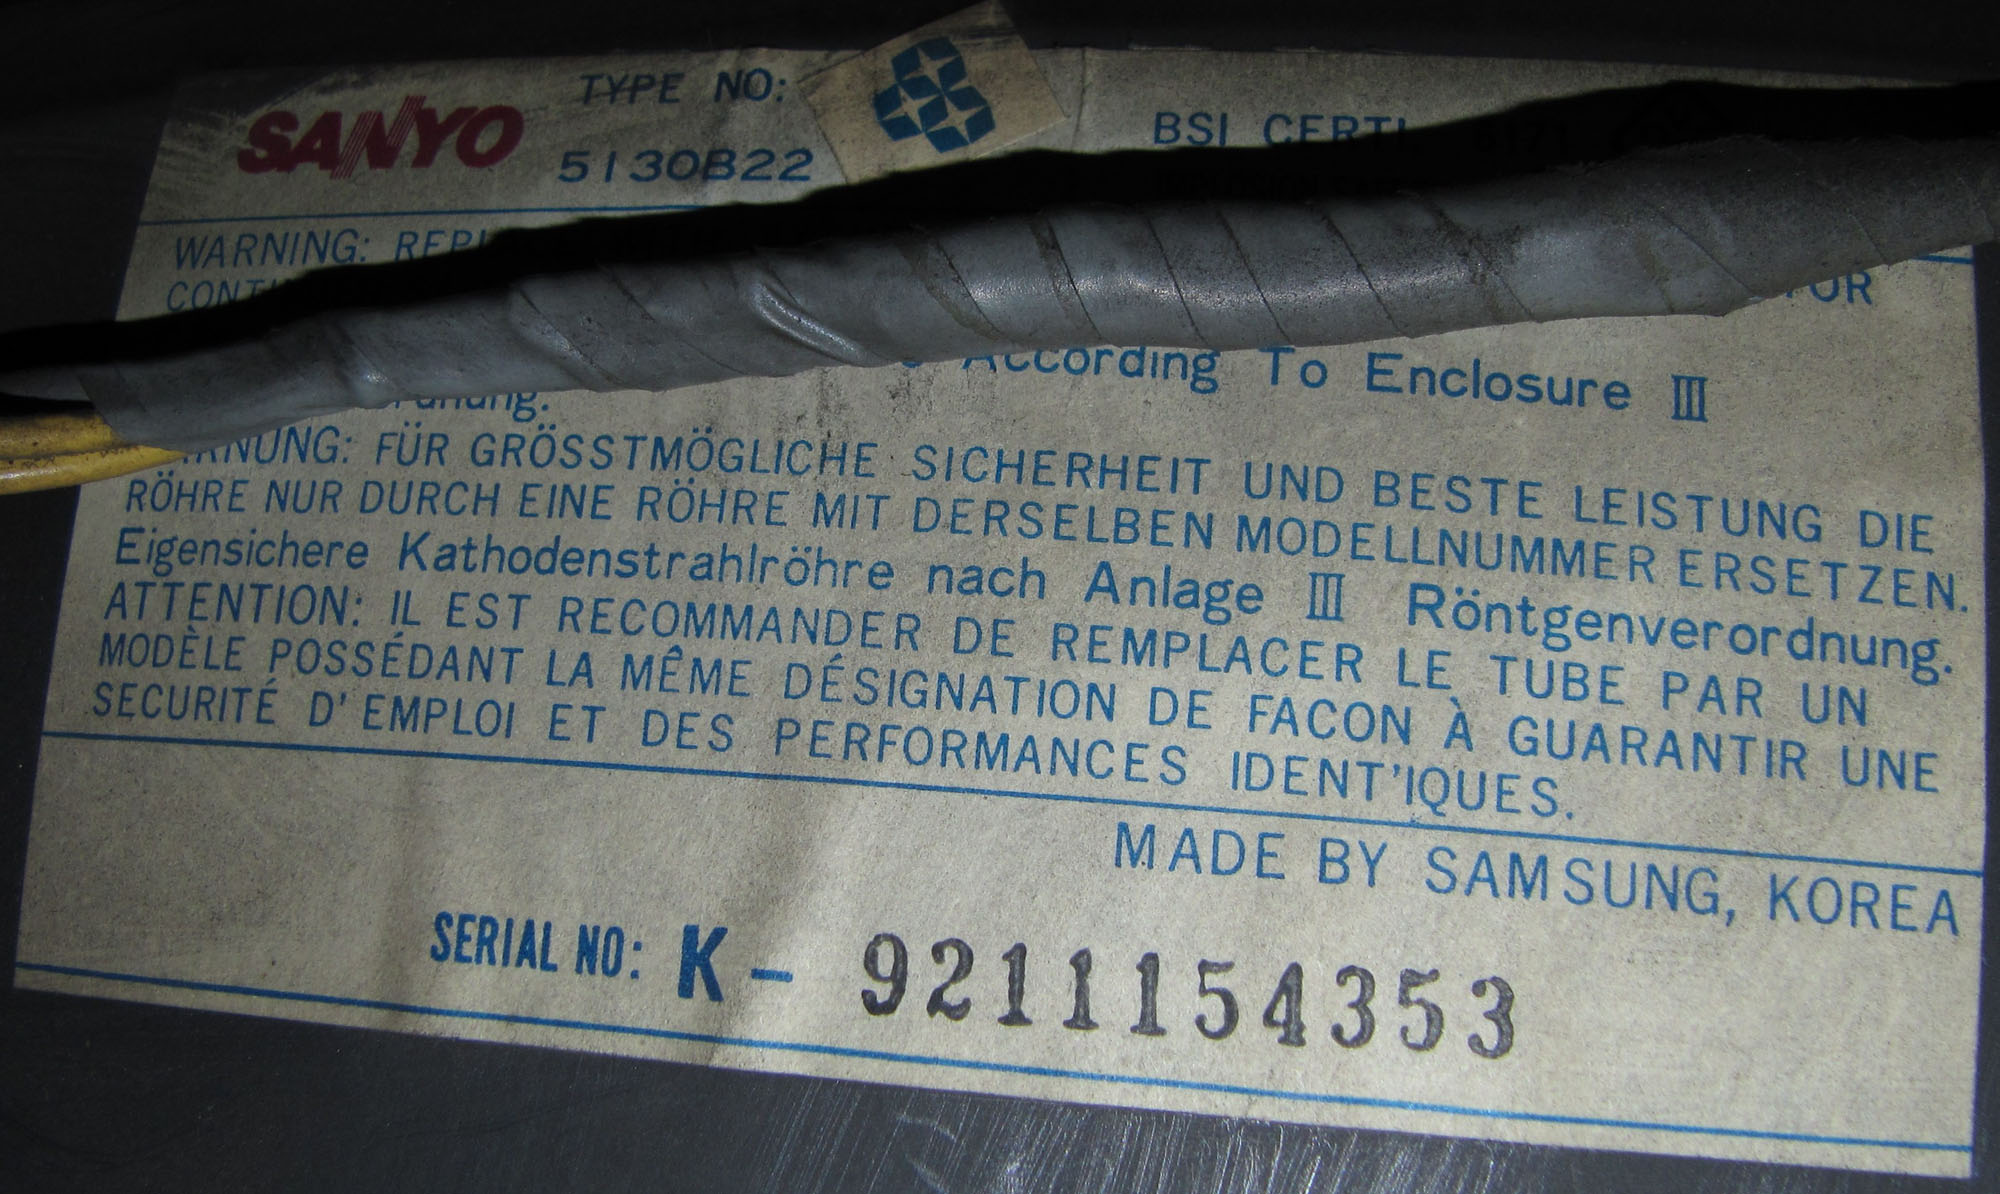 SANYO TYPE NO: BSI
5130B22
WARNING:
According To Enclosure III
FÜR GRÖSSTMÖGLICHE SICHERHEIT UND BESTE LEISTUNG DIE
RÖHRE NUR DURCH EINE RÖHRE MIT DERSELBEN MODELLNUMMER ERSETZEN.
Eigensichere Kathodenstrahlröhre nach Anlage III Röntgenverordnung.
ATTENTION: IL EST RECOMMANDER DE REMPLACER LE TUBE PAR UN
MODÈLE POSSÉDANT LA MÊME DÉSIGNATION DE FACON À GUARANTIR UNE
SECURITÉ D'EMPLOI ET DES PERFORMANCES IDENT'IQUES.
MADE BY SAMSUNG, KOREA
SERIAL NO: K- 9211154353